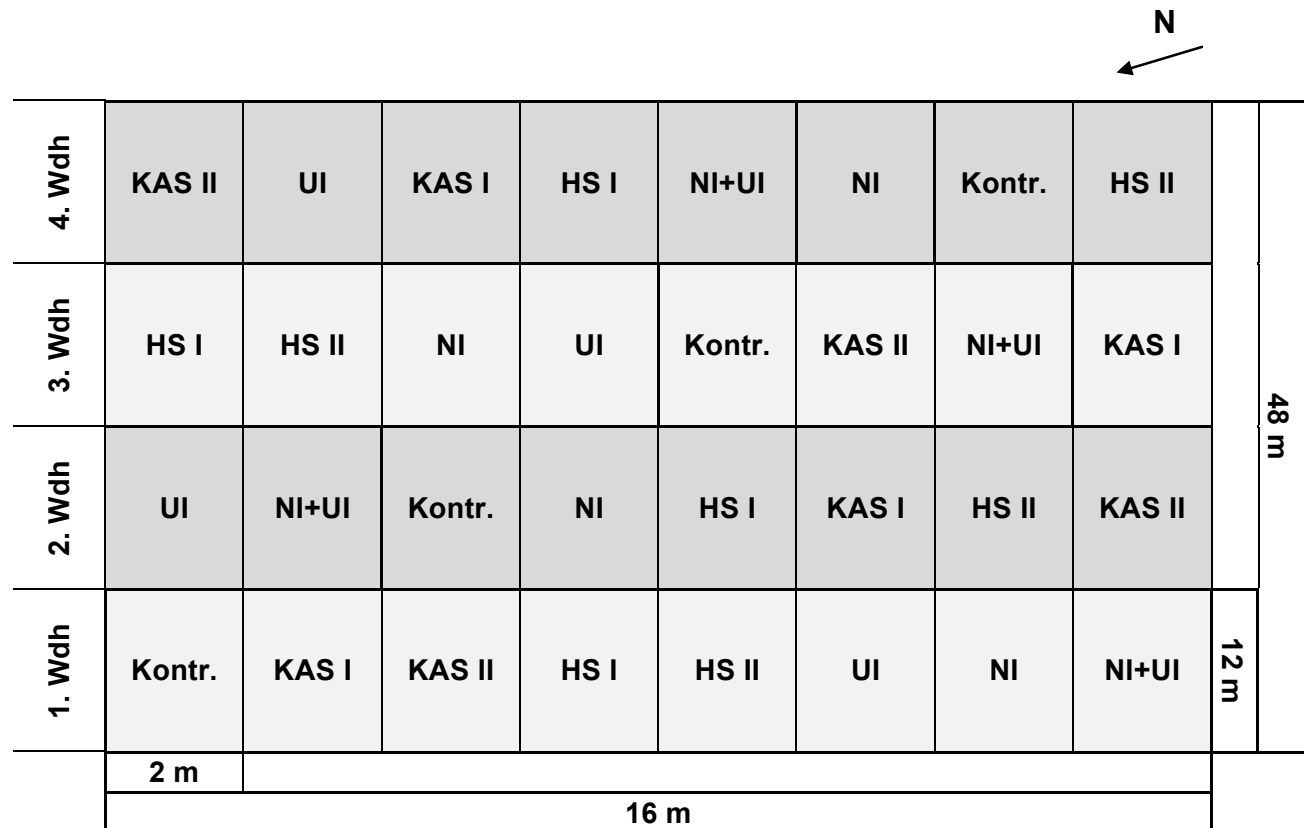 N
4. Wdh KAS II UI KAS I HS I NI+UI NI Kontr. HS II
3. Wdh HS I HS II NI UI Kontr. KAS II NI+UI KAS I
48 m
2. Wdh UI NI+UI Kontr. NI HS I KAS I HS II KAS II
1. Wdh Kontr. KAS I KAS II HS I HS II UI NI NI+UI 12 m
2 m
16 m